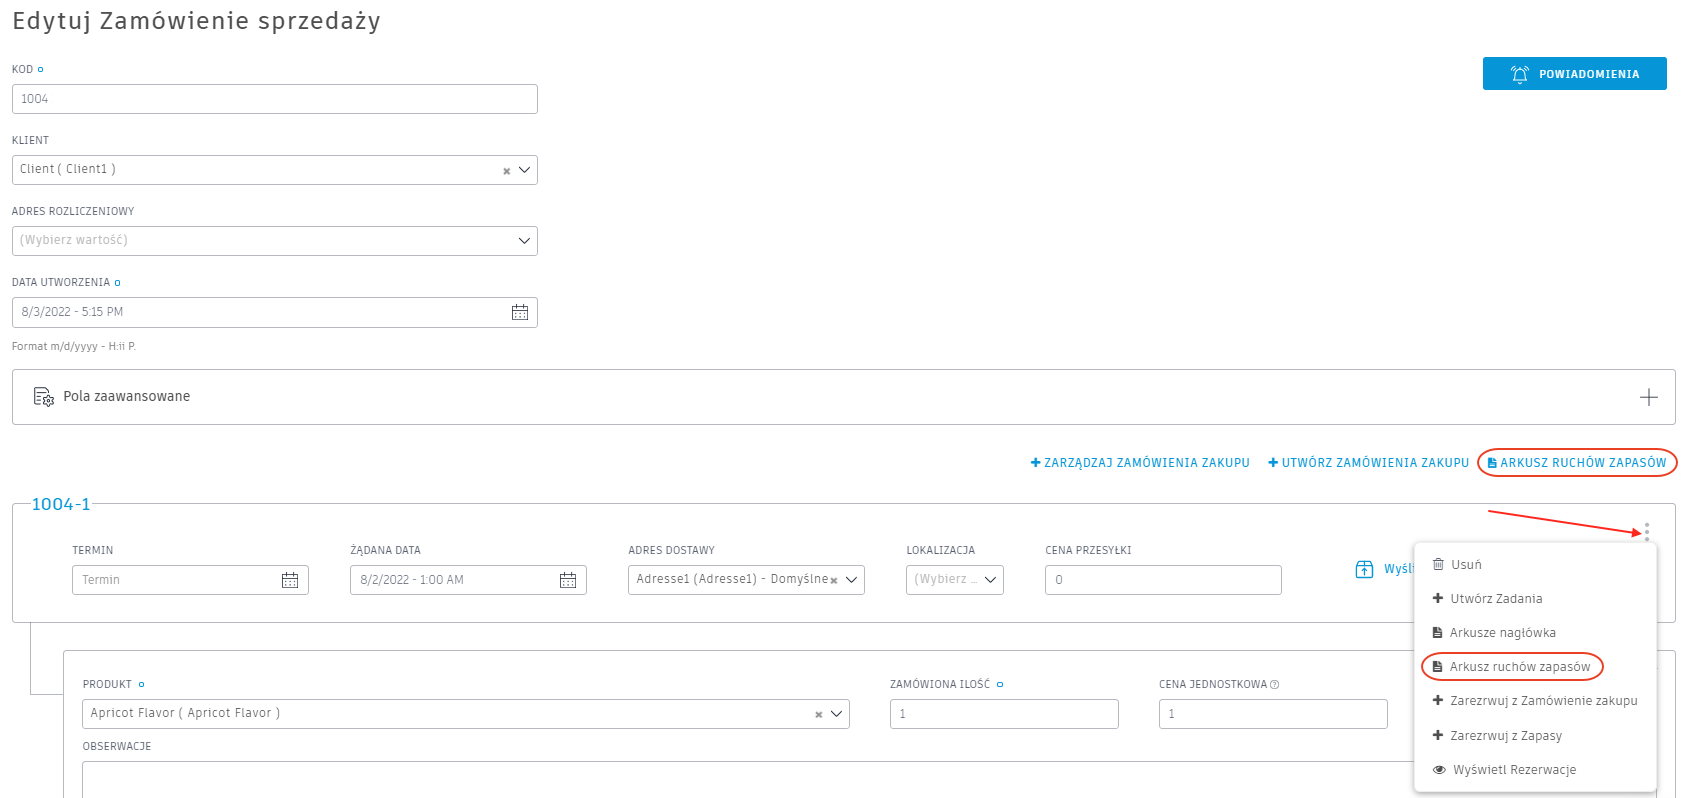 Edytuj Zamówienie sprzedaży
KOD
POWIADOMIENIA
1004
KLIENT
Client ( Client1 )
ADRES ROZLICZENIOWY
(Wybierz wartość)
DATA UTWORZENIA
8/3/2022 - 5:15 PM
Format m/d/yyyy - H:ii P.
Pola zaawansowane
ZARZĄDZAJ ZAMÓWIENIA ZAKUPU UTWÓRZ ZAMÓWIENIA ZAKUPU ARKUSZ RUCHÓW ZAPASÓW
1004-1
TERMIN ŻĄDANA DATA ADRES DOSTAWY LOKALIZACJA CENA PRZESYŁKI
Termin 8/2/2022 - 1:00 AM Adresse1 (Adresse1) - Domyślne (Wybierz ... 0
Usuń
Utwórz Zadania
Arkusze nagłówka
Arkusz ruchów zapasów
Zarezrwuj z Zamówienie zakupu
Zarezrwuj z Zapasy
Wyświetl Rezerwacje
PRODUKT ZAMÓWIONA ILOŚĆ CENA JEDNOSTKOWA
Apricot Flavor ( Apricot Flavor ) 1 1
OBSERWACJE